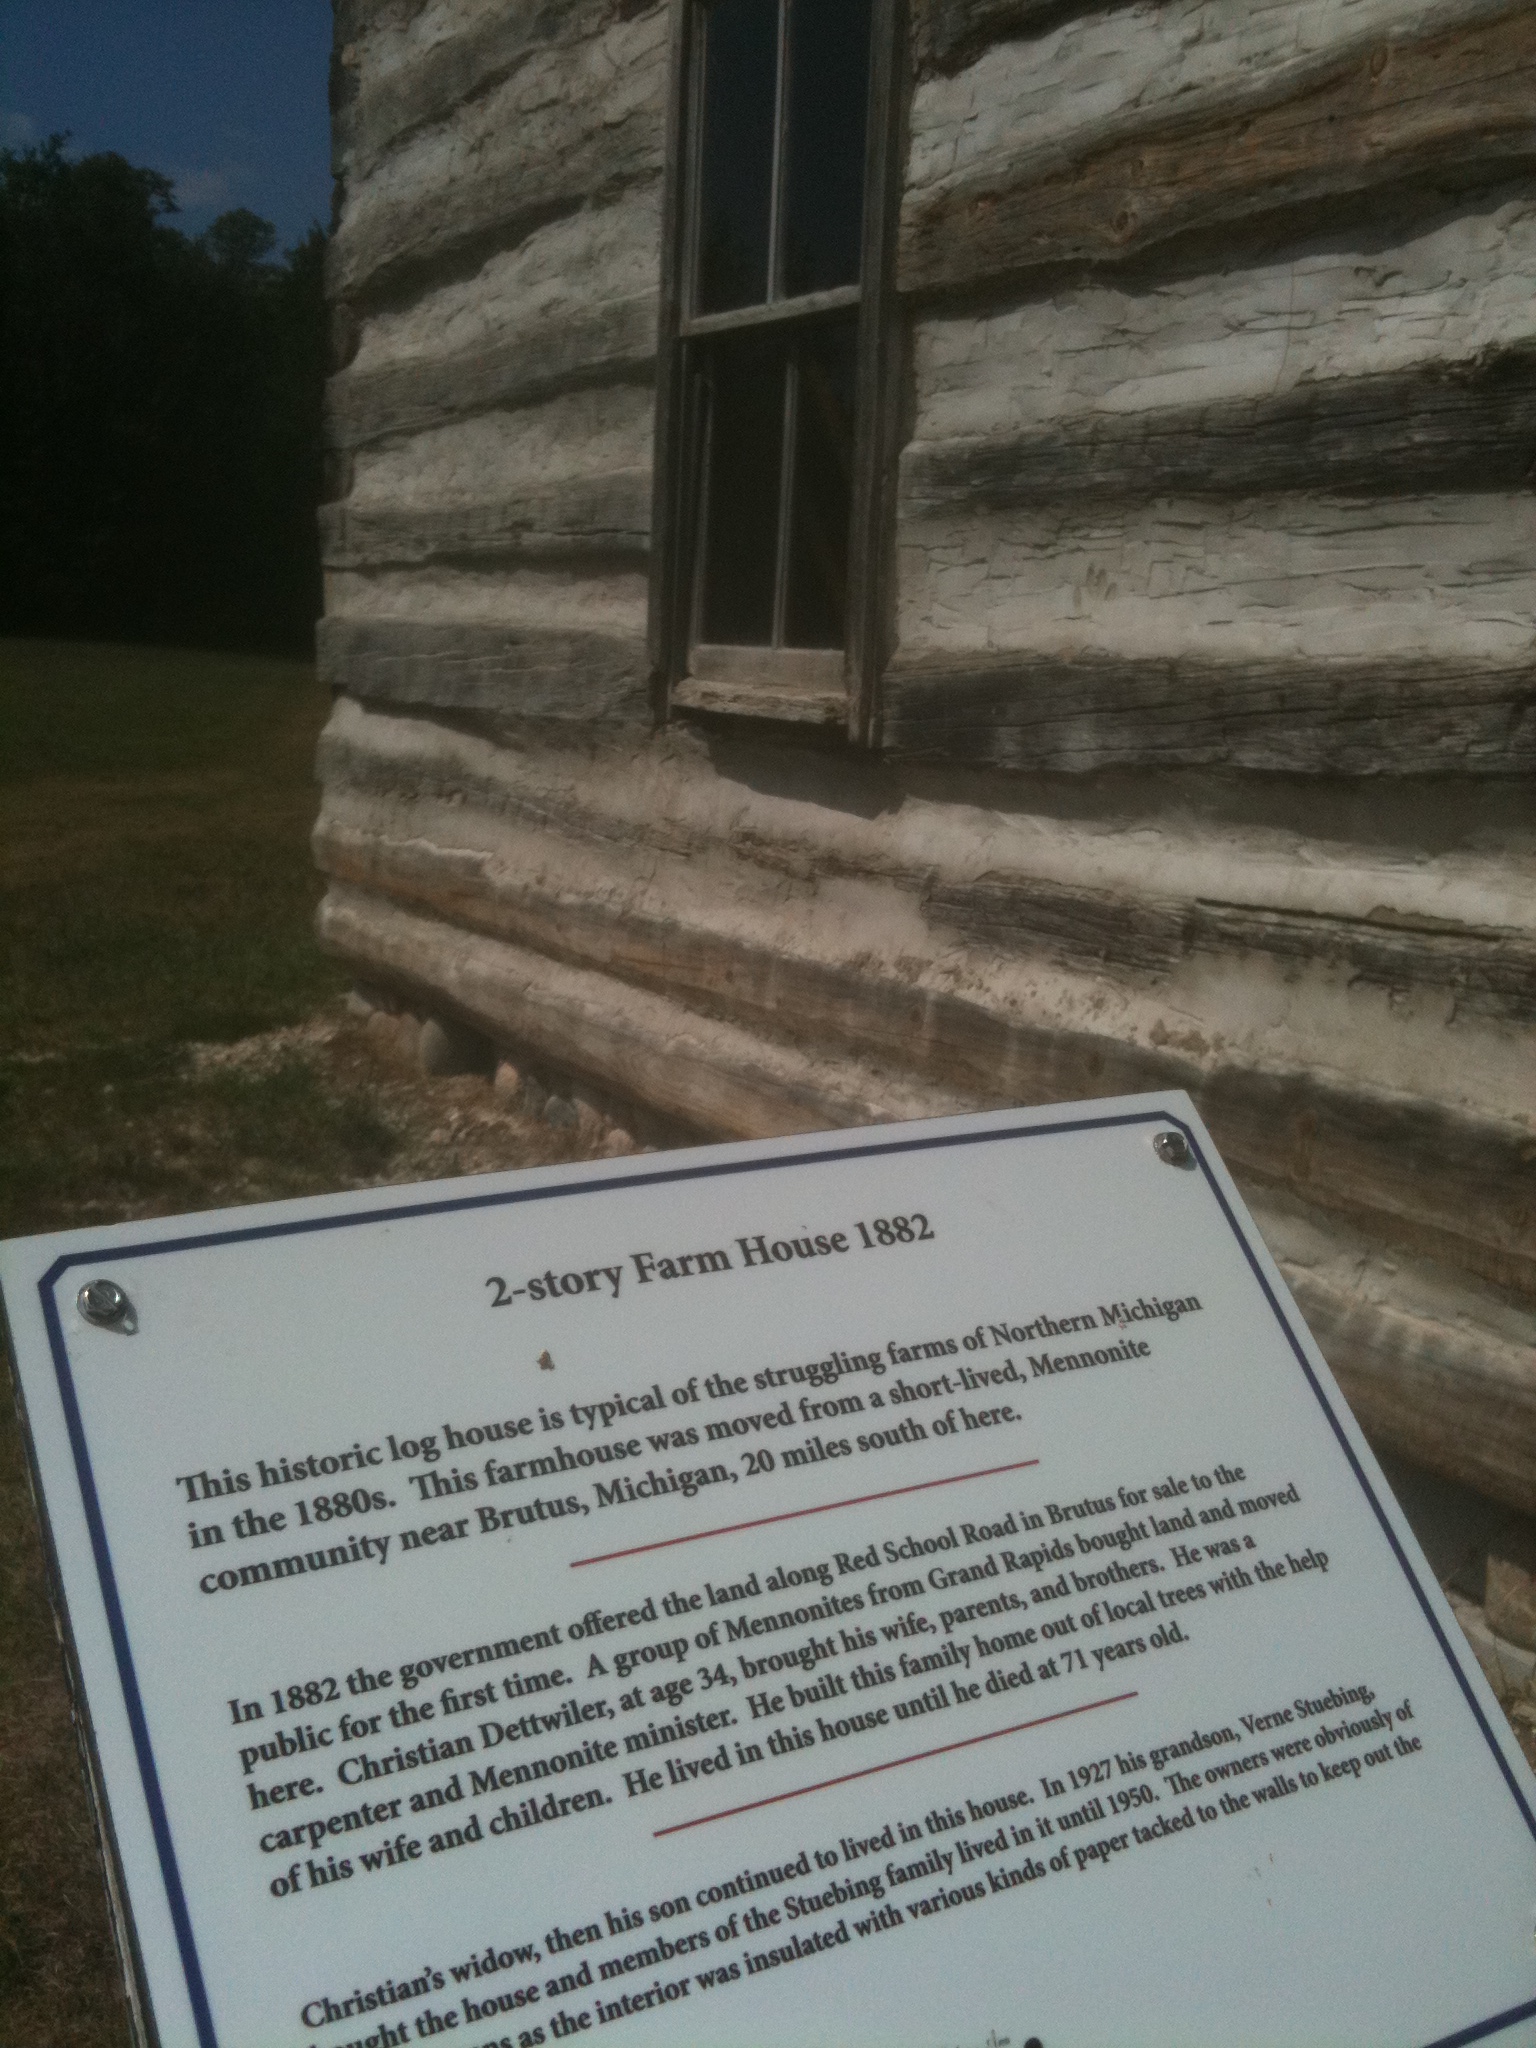 2-story Farm House 1882
This historic log house is typical of the struggling farms of Northern Michigan
in the 1880s. This farmhouse was moved from a short-lived, Mennonite
community near Brutus, Michigan, 20 miles south of here.
In 1882 the government offered the land along Red School Road in Brutus for sale to the
public for the first time. A group of Mennonites from Grand Rapids bought land and moved
here. Christian Dettwiler, at age 34, brought his wife, parents, and brothers. He was a
carpenter and Mennonite minister. He built this family home out of local trees with the help
of his wife and children. He lived in this house until he died at 71 years old.
Christian's widow, then his son continued to lived in this house. In 1927 his grandson, Verne Stuebing,
the house and members of the Stuebing family lived in it until 1950. The owners were obviously of
as the interior was insulated with various kinds of paper tacked to the walls to keep out the